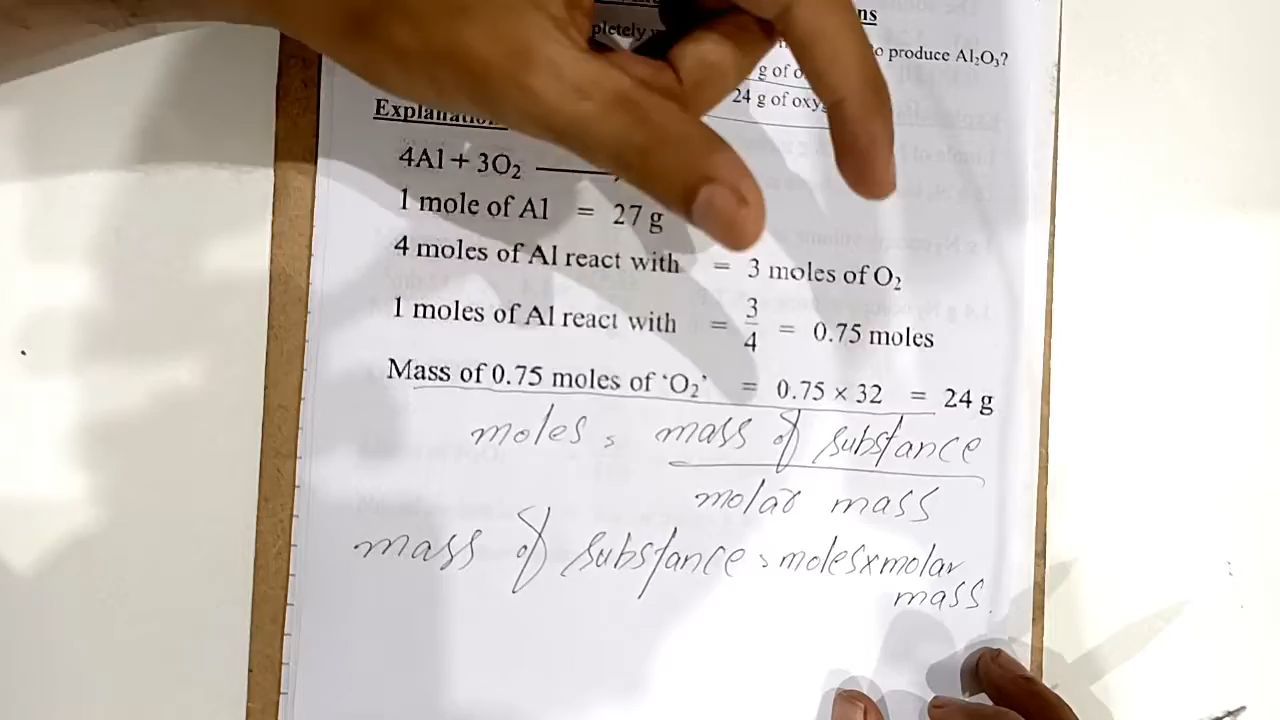 ns
to produce Al₂O₃?
g of
24 g of
4Al + 3O₂ ⟶
1 mole of Al = 27 g
4 moles of Al react with = 3 moles of O₂
1 moles of Al react with = 3/4 = 0.75 moles
Mass of 0.75 moles of ‘O₂’ = 0.75 × 32 = 24 g
moles = mass of substance
molar mass
mass of substance = moles×molar
mass.